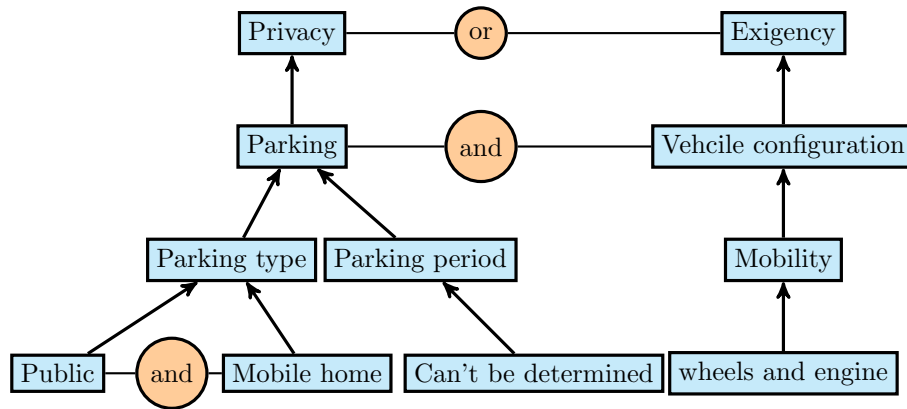 Privacy or Exigency
Parking and Vehcile configuration
Parking type Parking period Mobility
Public and Mobile home Can't be determined wheels and engine